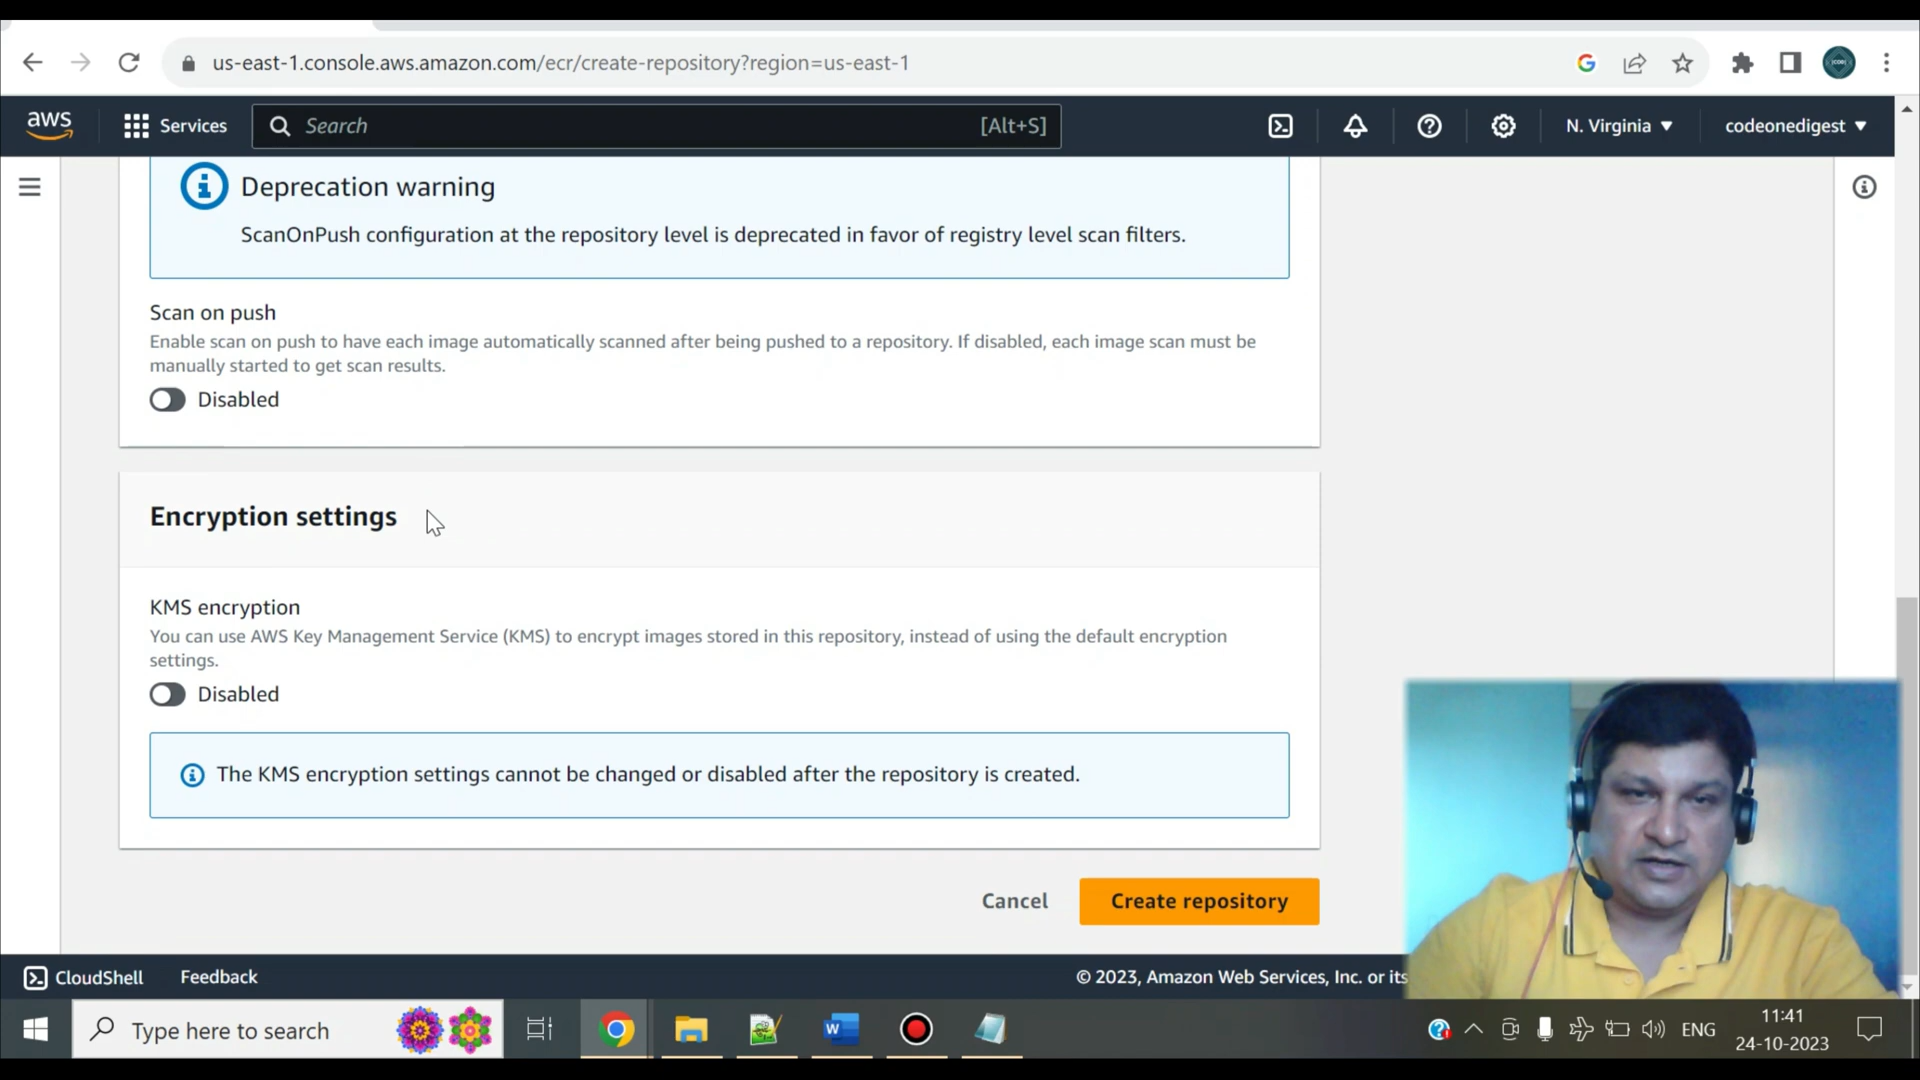 us-east-1.console.aws.amazon.com/ecr/create-repository?region=us-east-1
aws
Services
Search
[Alt+S]
N. Virginia
codeonedigest
Deprecation warning
ScanOnPush configuration at the repository level is deprecated in favor of registry level scan filters.
Scan on push
Enable scan on push to have each image automatically scanned after being pushed to a repository. If disabled, each image scan must be
manually started to get scan results.
Disabled
Encryption settings
KMS encryption
You can use AWS Key Management Service (KMS) to encrypt images stored in this repository, instead of using the default encryption
settings.
Disabled
The KMS encryption settings cannot be changed or disabled after the repository is created.
Cancel
Create repository
CloudShell
Feedback
© 2023, Amazon Web Services, Inc. or its
Type here to search
ENG
11:41
24-10-2023